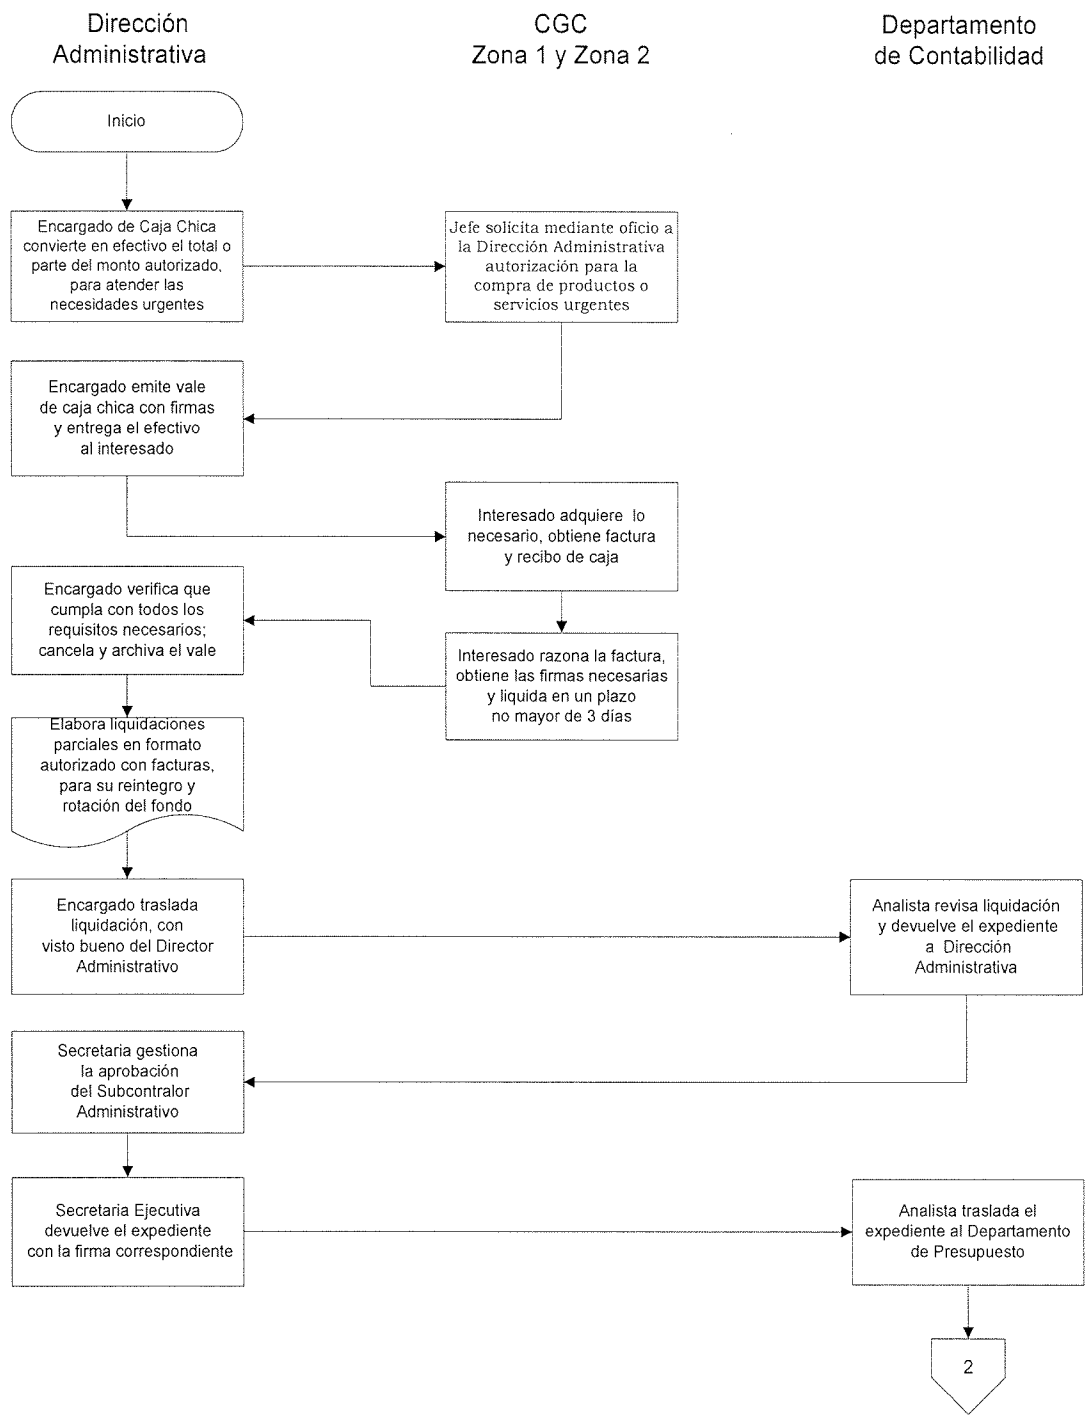 Dirección
Administrativa
CGC
Zona 1 y Zona 2
Departamento
de Contabilidad
Inicio
Encargado de Caja Chica
convierte en efectivo el total o
parte del monto autorizado,
para atender las
necesidades urgentes
Jefe solicita mediante oficio a
la Dirección Administrativa
autorización para la
compra de productos o
servicios urgentes
Encargado emite vale
de caja chica con firmas
y entrega el efectivo
al interesado
Interesado adquiere lo
necesario, obtiene factura
y recibo de caja
Encargado verifica que
cumpla con todos los
requisitos necesarios;
cancela y archiva el vale
Interesado razona la factura,
obtiene las firmas necesarias
y liquida en un plazo
no mayor de 3 días
Elabora liquidaciones
parciales en formato
autorizado con facturas,
para su reintegro y
rotación del fondo
Encargado traslada
liquidación, con
visto bueno del Director
Administrativo
Analista revisa liquidación
y devuelve el expediente
a Dirección
Administrativa
Secretaria gestiona
la aprobación
del Subcontralor
Administrativo
Secretaria Ejecutiva
devuelve el expediente
con la firma correspondiente
Analista traslada el
expediente al Departamento
de Presupuesto
2